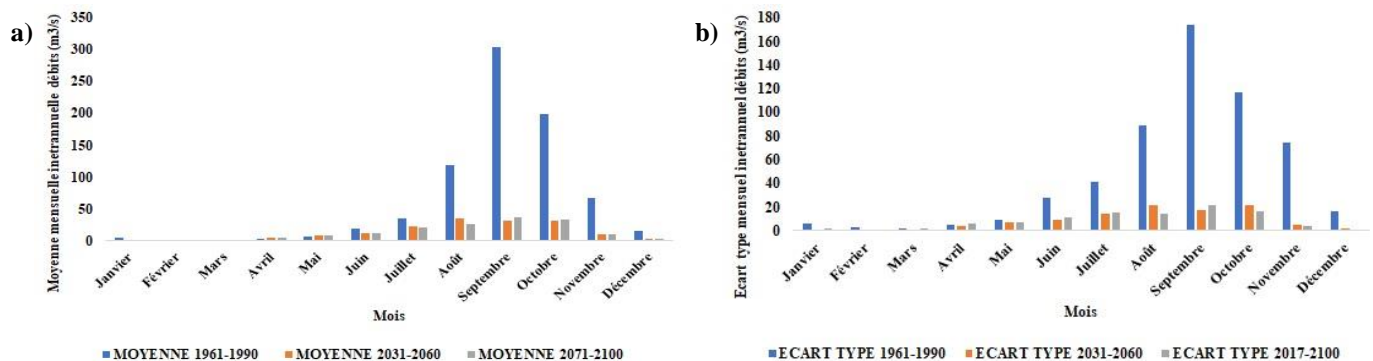 a)
Moyenne mensuelle inetrannuelle débits (m3/s)
350
300
250
200
150
100
50
0
Janvier
Février
Mars
Avril
Mai
Juin
Juillet
Août
Septembre
Octobre
Novembre
Décembre
Mois
MOYENNE 1961-1990
MOYENNE 2031-2060
MOYENNE 2071-2100
b)
Ecart type mensuel inetrannuel débits (m3/s)
180
160
140
120
100
80
60
40
20
0
Janvier
Février
Mars
Avril
Mai
Juin
Juillet
Août
Septembre
Octobre
Novembre
Décembre
Mois
ECART TYPE 1961-1990
ECART TYPE 2031-2060
ECART TYPE 2017-2100